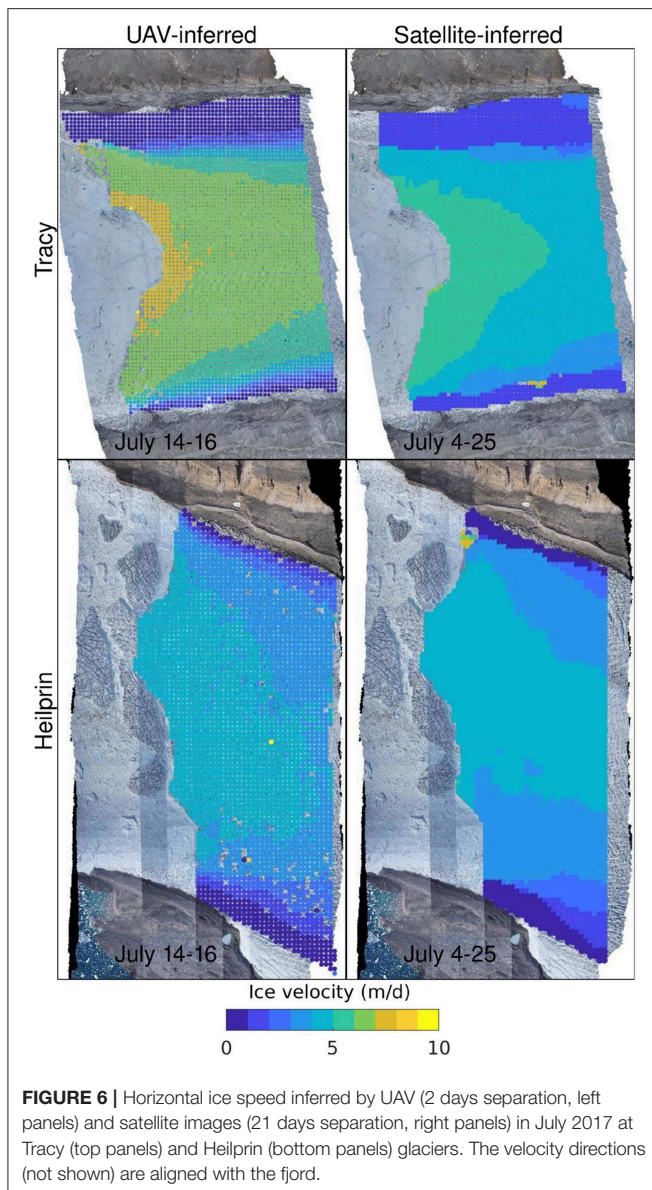 UAV-inferred
Satellite-inferred
Tracy
July 14-16
July 4-25
Heilprin
July 14-16
July 4-25
Ice velocity (m/d)
0 5 10
FIGURE 6 | Horizontal ice speed inferred by UAV (2 days separation, left
panels) and satellite images (21 days separation, right panels) in July 2017 at
Tracy (top panels) and Heilprin (bottom panels) glaciers. The velocity directions
(not shown) are aligned with the fjord.